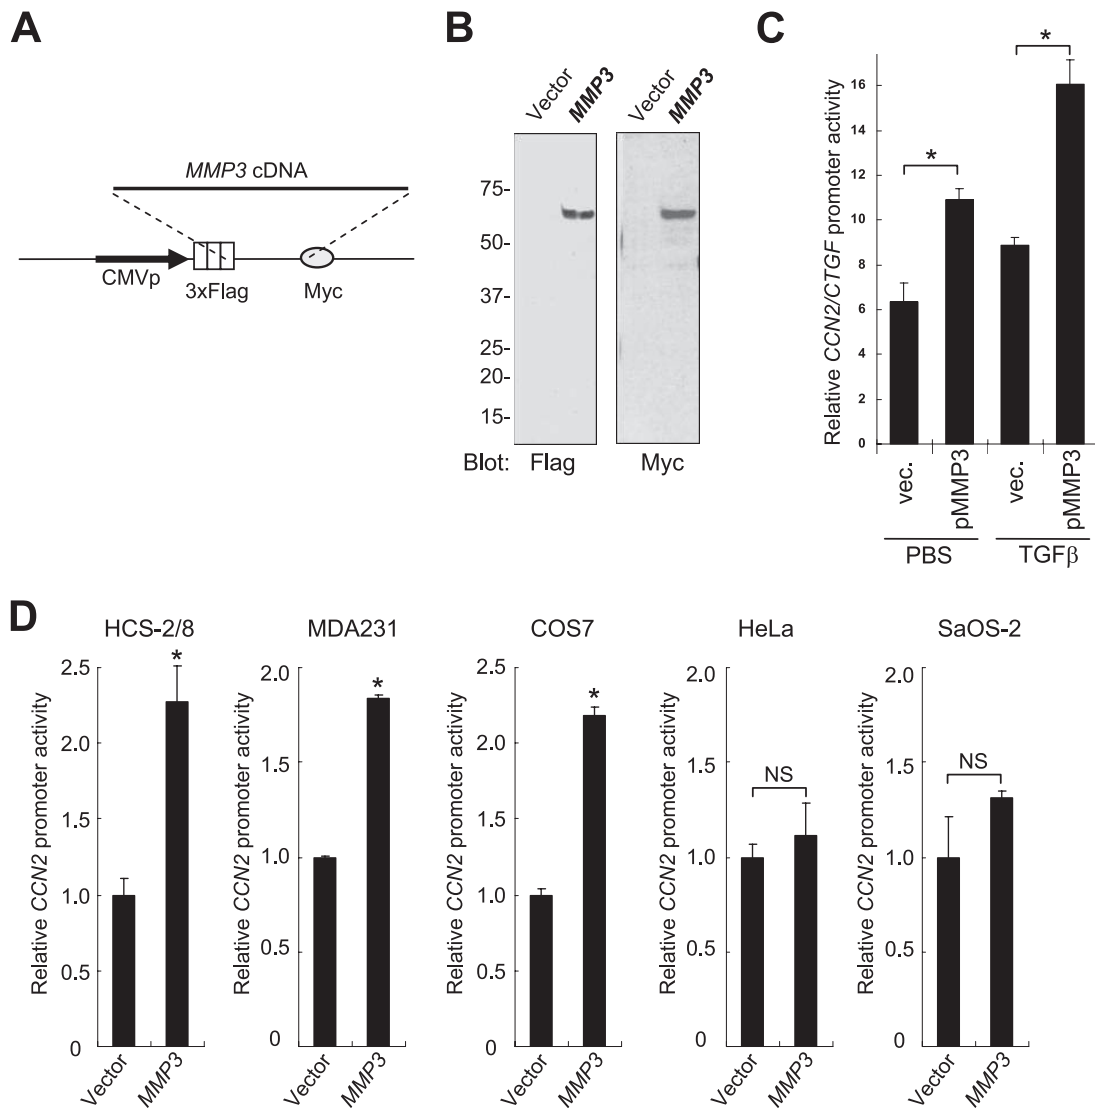 A
MMP3 cDNA
CMVp
3xFlag
Myc
B
Vector
MMP3
Vector
MMP3
75-
50-
37-
25-
20-
15-
Blot: Flag Myc
C
Relative CCN2/CTGF promoter activity
16
14
12
10
8
6
4
2
0
*
*
vec.
pMMP3
vec.
pMMP3
PBS
TGFβ
D
HCS-2/8
Relative CCN2 promoter activity
2.5
2.0
1.5
1.0
0.5
0
*
Vector
MMP3
MDA231
Relative CCN2 promoter activity
2.0
1.5
1.0
0.5
0
*
Vector
MMP3
COS7
Relative CCN2 promoter activity
2.5
2.0
1.5
1.0
0.5
0
*
Vector
MMP3
HeLa
Relative CCN2 promoter activity
2.0
1.5
1.0
0.5
0
NS
Vector
MMP3
SaOS-2
Relative CCN2 promoter activity
2.0
1.5
1.0
0.5
0
NS
Vector
MMP3